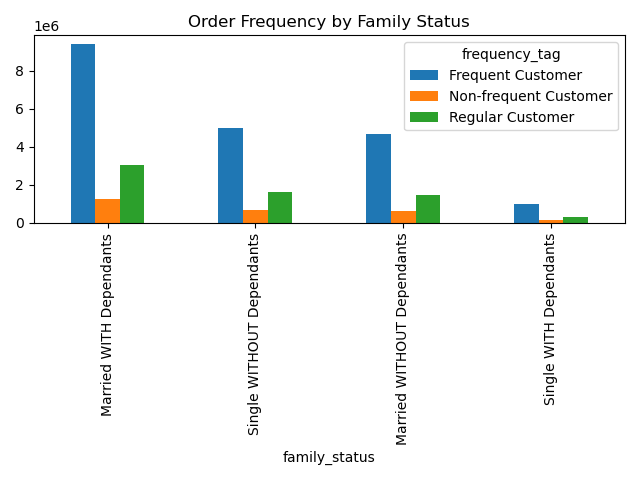 Order Frequency by Family Status
1e6
frequency_tag
Frequent Customer
Non-frequent Customer
Regular Customer
8
6
4
2
0
Married WITH Dependants
Single WITHOUT Dependants
Married WITHOUT Dependants
Single WITH Dependants
family_status